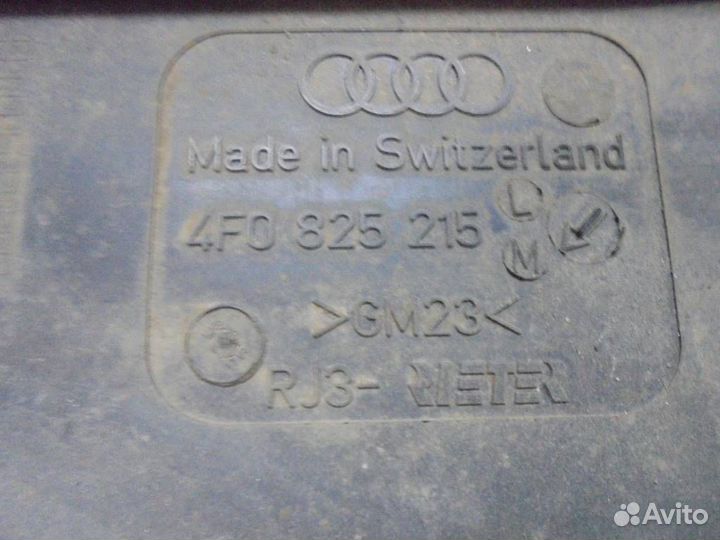 Made in Switzerland
4F0 825 215 L
M
>GM23<
RJ3- RIETER
Avito